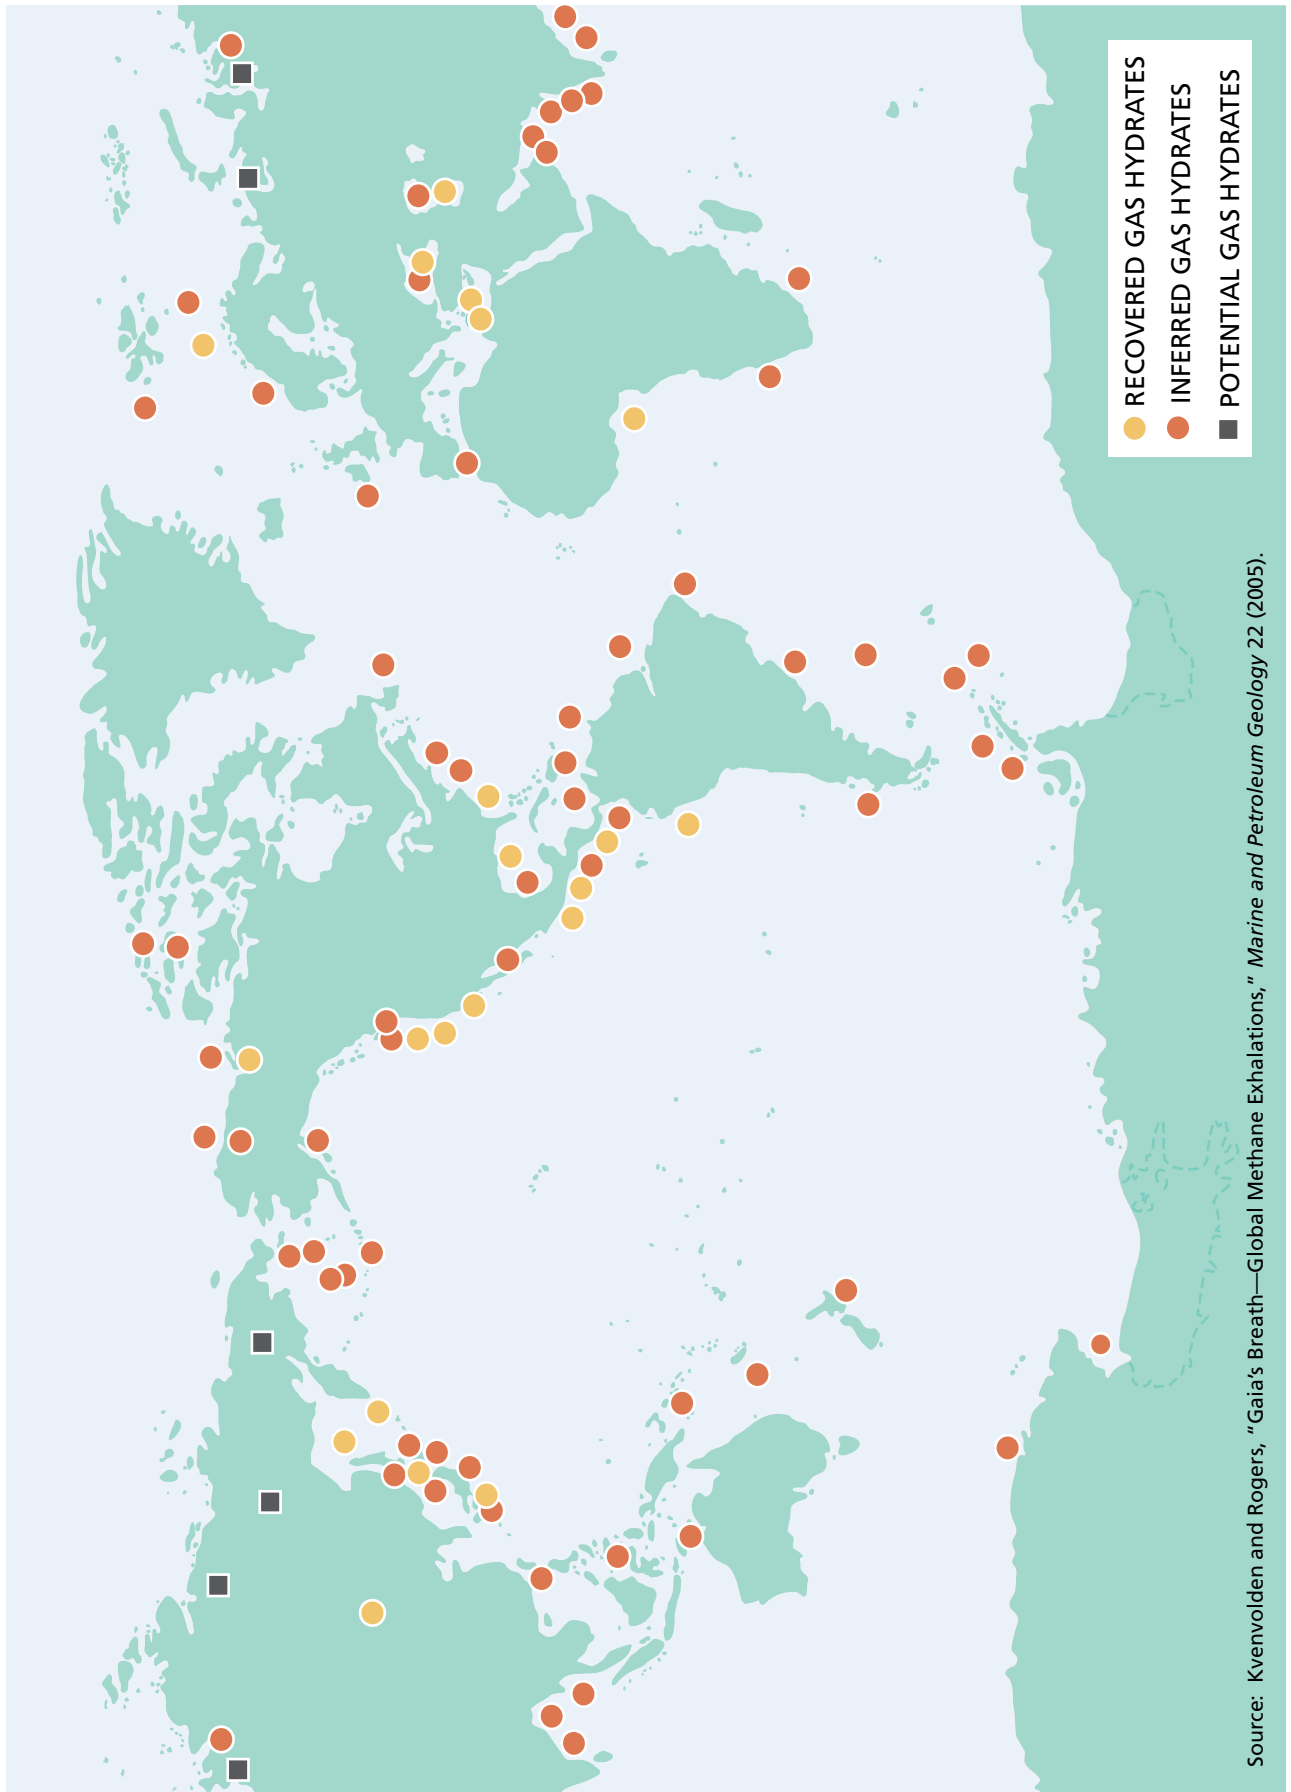 RECOVERED GAS HYDRATES
INFERRED GAS HYDRATES
POTENTIAL GAS HYDRATES
Source: Kvenvolden and Rogers, “Gaia’s Breath—Global Methane Exhalations,” Marine and Petroleum Geology 22 (2005).